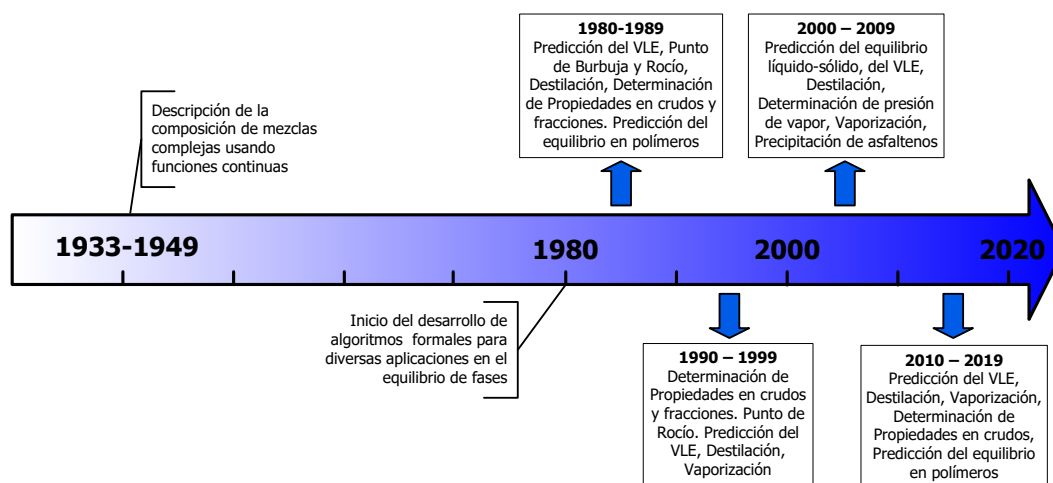 1980-1989
Predicción del VLE, Punto
de Burbuja y Rocío,
Destilación, Determinación
de Propiedades en crudos y
fracciones. Predicción del
equilibrio en polímeros
2000 – 2009
Predicción del equilibrio
líquido-sólido, del VLE,
Destilación,
Determinación de presión
de vapor, Vaporización,
Precipitación de asfaltenos
Descripción de la
composición de mezclas
complejas usando
funciones continuas
1933-1949
1980
2000
2020
Inicio del desarrollo de
algoritmos formales para
diversas aplicaciones en el
equilibrio de fases
1990 – 1999
Determinación de
Propiedades en crudos
y fracciones. Punto de
Rocío. Predicción del
VLE, Destilación,
Vaporización
2010 – 2019
Predicción del VLE,
Destilación, Vaporización,
Determinación de
Propiedades en crudos,
Predicción del equilibrio
en polímeros